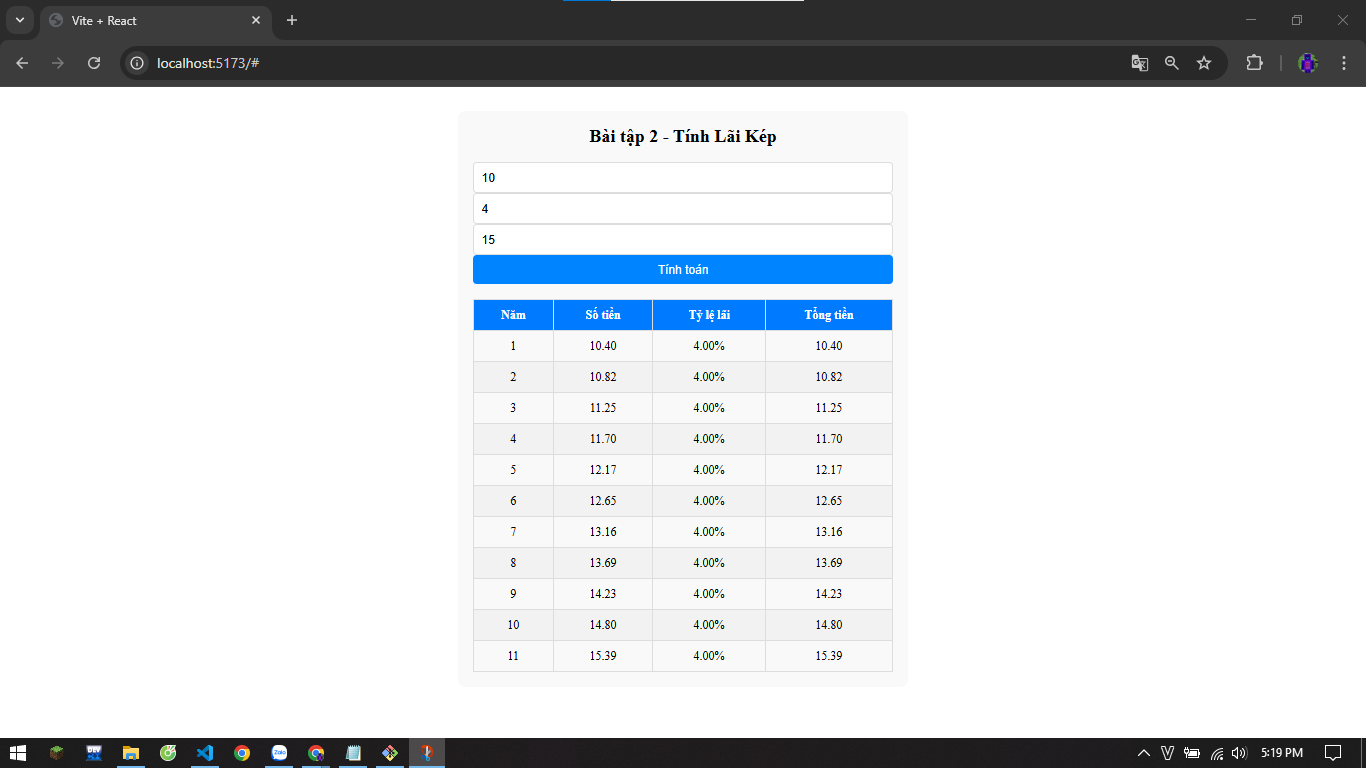 Vite + React
localhost:5173/#
Bài tập 2 - Tính Lãi Kép
10
4
15
Tính toán
Năm Số tiền Tỷ lệ lãi Tổng tiền
1 10.40 4.00% 10.40
2 10.82 4.00% 10.82
3 11.25 4.00% 11.25
4 11.70 4.00% 11.70
5 12.17 4.00% 12.17
6 12.65 4.00% 12.65
7 13.16 4.00% 13.16
8 13.69 4.00% 13.69
9 14.23 4.00% 14.23
10 14.80 4.00% 14.80
11 15.39 4.00% 15.39
Zalo
V
5:19 PM